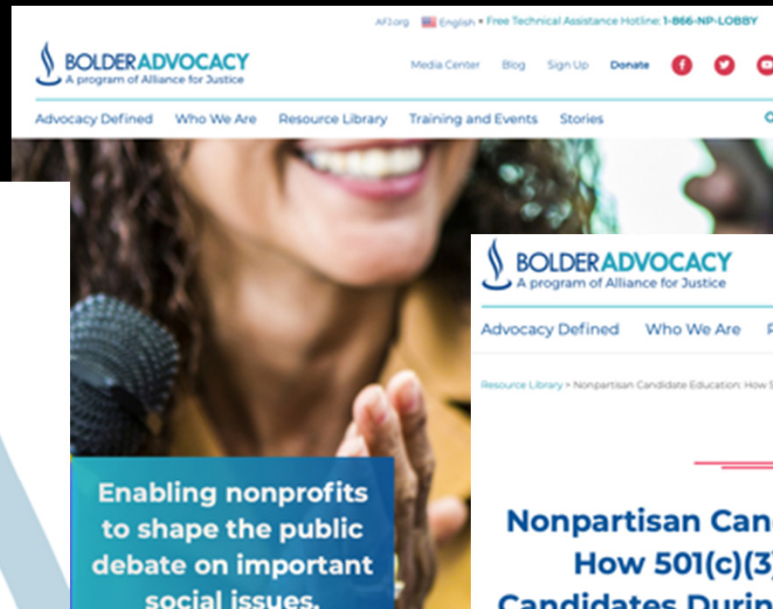 AFJ.org English • Free Technical Assistance Hotline: 1-866-NP-LOBBY
BOLDERADVOCACY
A program of Alliance for Justice
Media Center Blog Sign Up Donate
Advocacy Defined Who We Are Resource Library Training and Events Stories
Enabling nonprofits
to shape the public
debate on important
social issues.
BOLDERADVOCACY
A program of Alliance for Justice
Advocacy Defined Who We Are
Resource Library > Nonpartisan Candidate Education: How
Nonpartisan Can
How 501(c)(3)
Candidates Durin